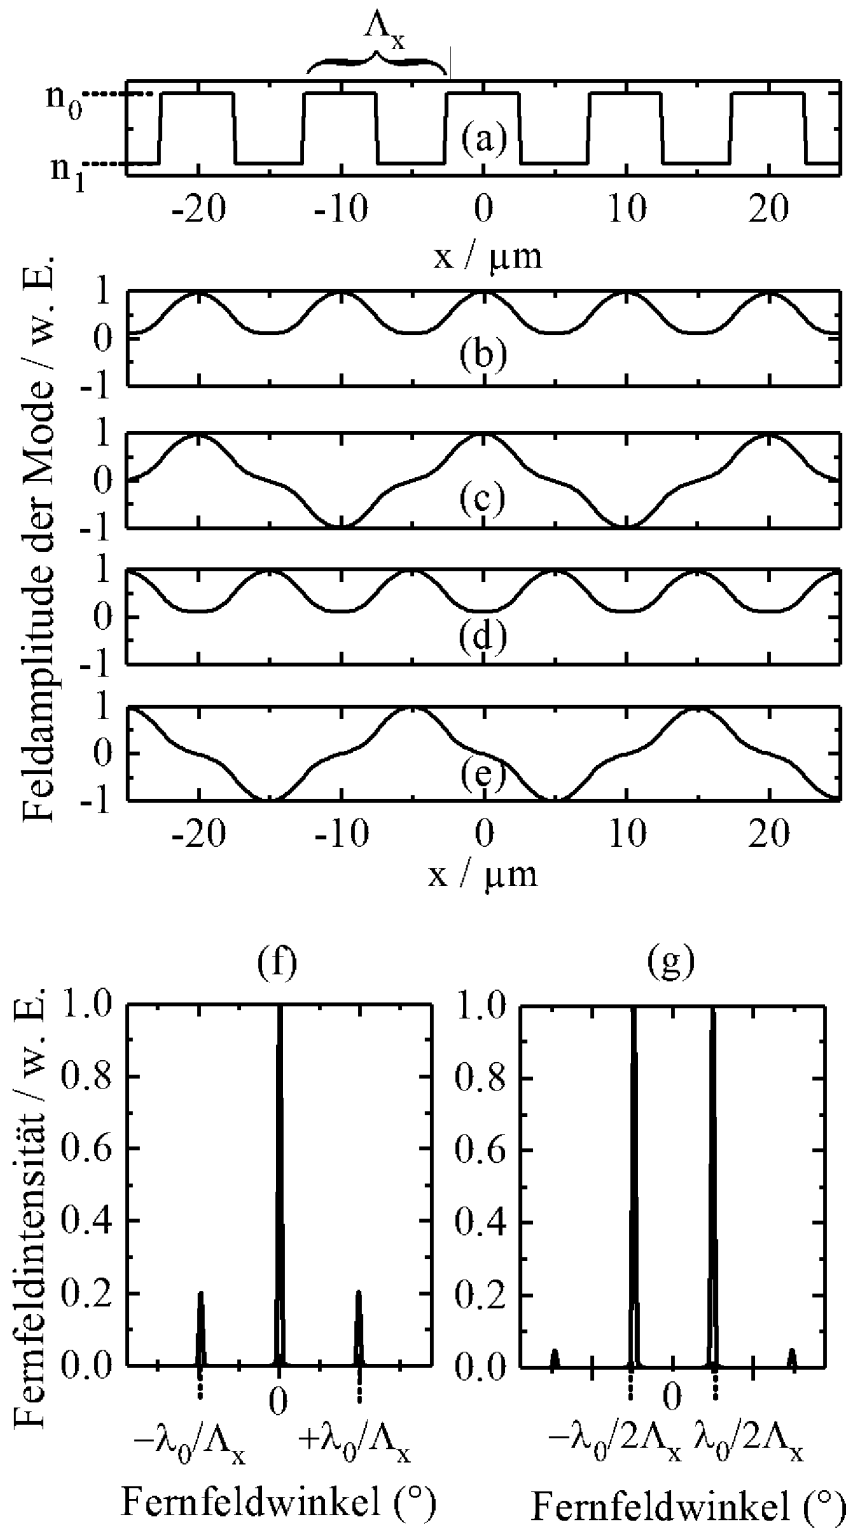 Λx
n0
(a)
n1
-20 -10 0 10 20
x / µm
Feldamplitude der Mode / w. E.
1
0
-1
(b)
1
0
-1
(c)
1
0
-1
(d)
1
0
-1
(e)
-20 -10 0 10 20
x / µm
(f) (g)
Fernfeldintensität / w. E.
1.0 1.0
0.8 0.8
0.6 0.6
0.4 0.4
0.2 0.2
0.0 0.0
0 0
−λ0/Λx +λ0/Λx -λ0/2Λx λ0/2Λx
Fernfeldwinkel (°) Fernfeldwinkel (°)